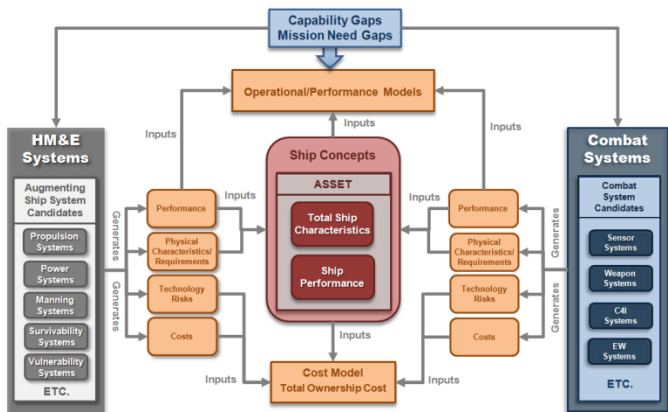 Capability Gaps
Mission Need Gaps
Operational/Performance Models
Inputs
Inputs
Inputs
HM&E
Systems
Augmenting
Ship System
Candidates
Propulsion
Systems
Power
Systems
Manning
Systems
Survivability
Systems
Vulnerability
Systems
ETC.
Generates
Generates
Performance
Physical
Characteristics/
Requirements
Technology
Risks
Costs
Inputs
Inputs
Ship Concepts
ASSET
Total Ship
Characteristics
Ship
Performance
Inputs
Cost Model
Total Ownership Cost
Inputs
Inputs
Performance
Physical
Characteristics/
Requirements
Technology
Risks
Costs
Generates
Generates
Combat
Systems
Combat
System
Candidates
Sensor
Systems
Weapon
Systems
C4I
Systems
EW
Systems
ETC.